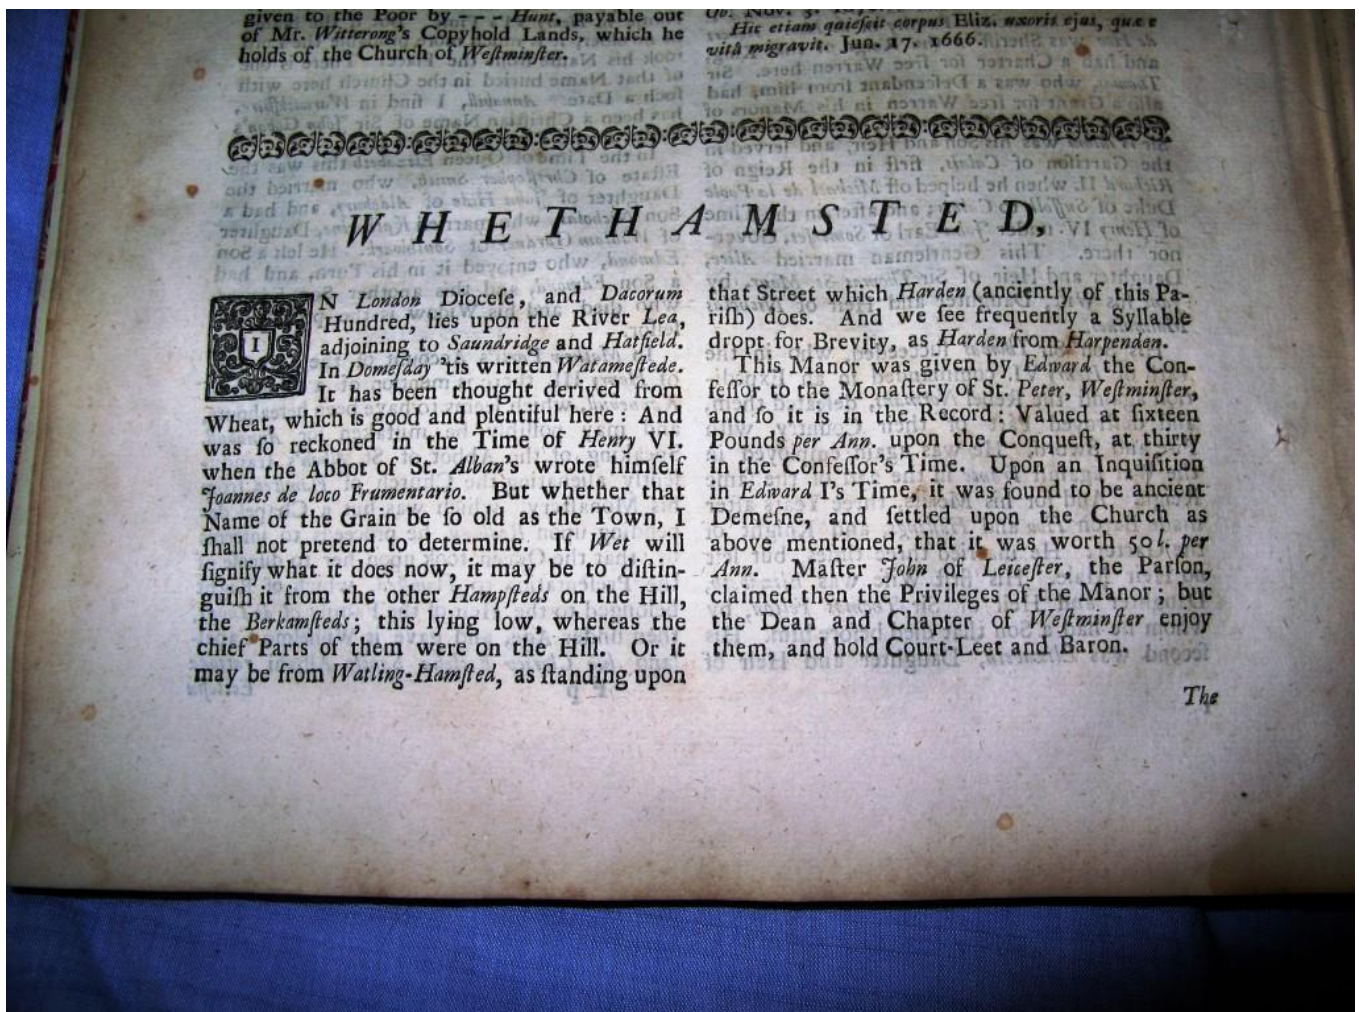 given to the Poor by - - - Hunt, payable out
of Mr. Witterong's Copyhold Lands, which he
holds of the Church of Weſtminſter.
Ob. Nov. 3.
Hic etiam quieſcit corpus Eliz. uxoris ejus, quæ e
vitâ migravit. Jun. 17. 1666.
WHETHAMSTED,
IN London Dioceſe, and Dacorum
Hundred, lies upon the River Lea,
adjoining to Saundridge and Hatfield.
In Domeſday 'tis written Watameſtede.
It has been thought derived from
Wheat, which is good and plentiful here: And
was ſo reckoned in the Time of Henry VI.
when the Abbot of St. Alban's wrote himſelf
Joannes de loco Frumentario. But whether that
Name of the Grain be ſo old as the Town, I
ſhall not pretend to determine. If Wet will
ſignify what it does now, it may be to diſtin-
guiſh it from the other Hampſteds on the Hill,
the Berkamſteds; this lying low, whereas the
chief Parts of them were on the Hill. Or it
may be from Watling-Hamſted, as ſtanding upon
that Street which Harden (anciently of this Pa-
riſh) does. And we ſee frequently a Syllable
dropt for Brevity, as Harden from Harpenden.
This Manor was given by Edward the Con-
feſſor to the Monaſtery of St. Peter, Weſtminſter,
and ſo it is in the Record: Valued at ſixteen
Pounds per Ann. upon the Conqueſt, at thirty
in the Confeſſor's Time. Upon an Inquiſition
in Edward I's Time, it was found to be ancient
Demeſne, and ſettled upon the Church as
above mentioned, that it was worth 50 l. per
Ann. Maſter John of Leiceſter, the Parſon,
claimed then the Privileges of the Manor; but
the Dean and Chapter of Weſtminſter enjoy
them, and hold Court-Leet and Baron.
The